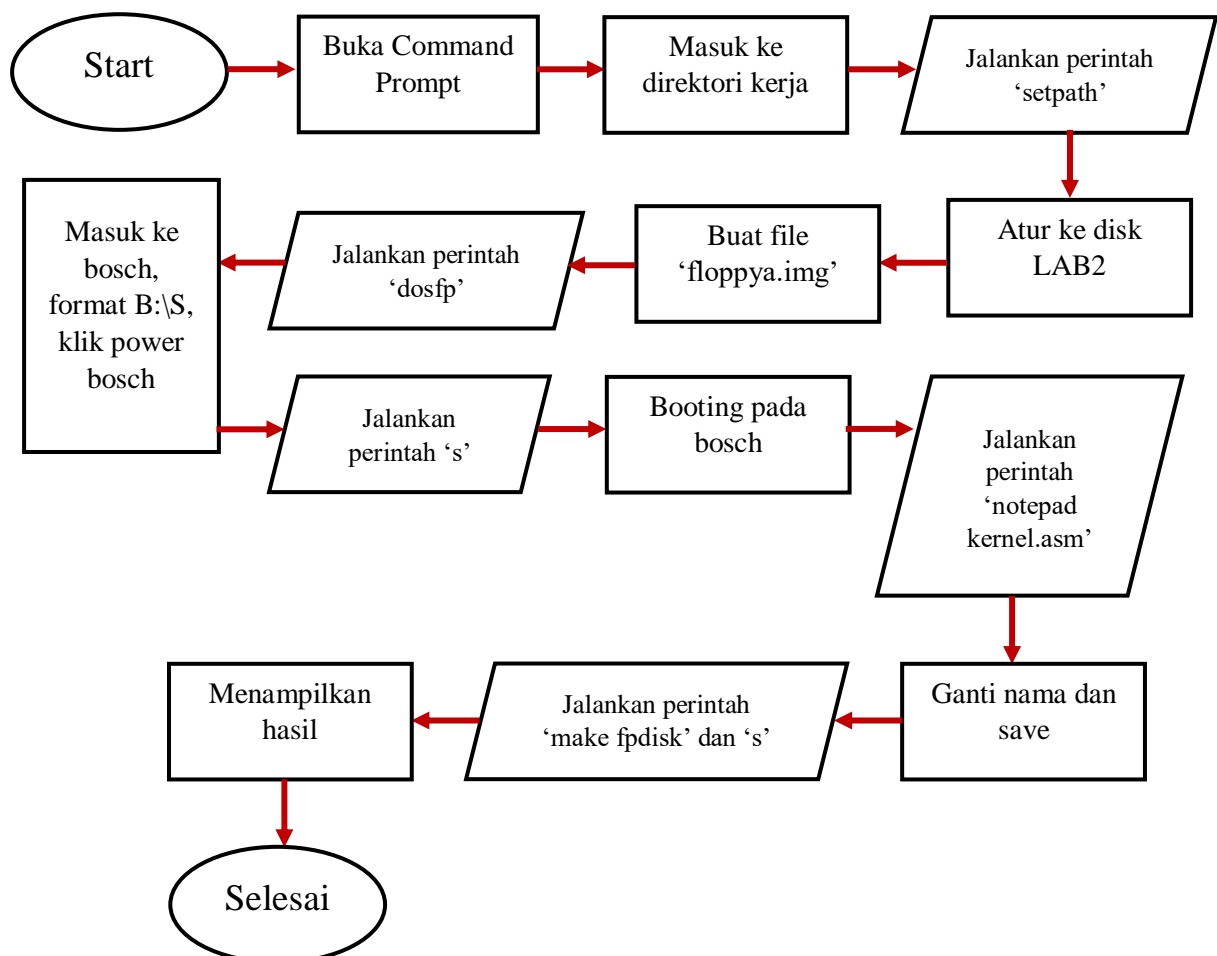 Start
Buka Command
Prompt
Masuk ke
direktori kerja
Jalankan perintah
‘setpath’
Atur ke disk
LAB2
Buat file
‘floppya.img’
Jalankan perintah
‘dosfp’
Masuk ke
bosch,
format B:\S,
klik power
bosch
Jalankan
perintah ‘s’
Booting pada
bosch
Jalankan
perintah
‘notepad
kernel.asm’
Ganti nama dan
save
Jalankan perintah
‘make fpdisk’ dan ‘s’
Menampilkan
hasil
Selesai